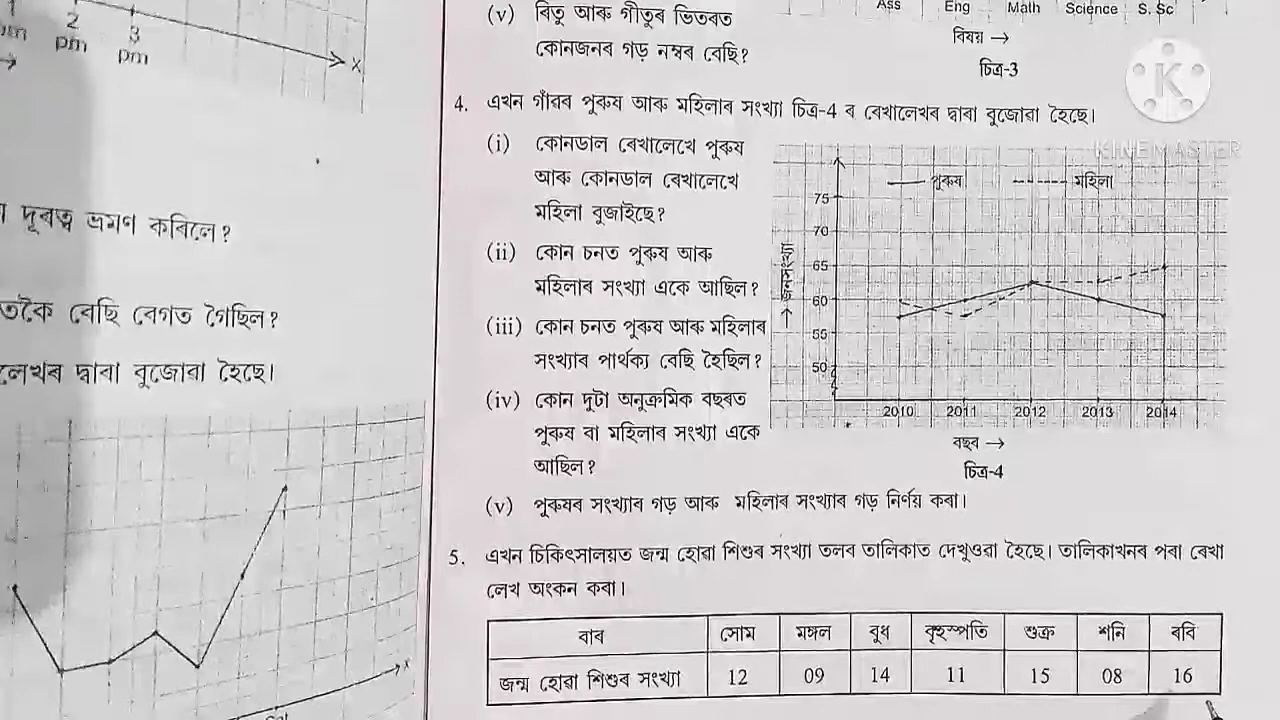 2
pm
3
pm
X
দূৰত্ব ভ্ৰমণ কৰিলে?
তকৈ বেছি বেগত গৈছিল?
লেখৰ দ্বাৰা বুজোৱা হৈছে।
(v) ৰিতু আৰু গীতুৰ ভিতৰত
কোনজনৰ গড় নম্বৰ বেছি?
Ass Eng Math Science S. Sc
বিষয় →
চিত্ৰ-3
K
KINEMASTER
4. এখন গাঁৱৰ পুৰুষ আৰু মহিলাৰ সংখ্যা চিত্ৰ-4 ৰ ৰেখালেখৰ দ্বাৰা বুজোৱা হৈছে।
(i) কোনডাল ৰেখালেখে পুৰুষ
আৰু কোনডাল ৰেখালেখে
মহিলা বুজাইছে?
(ii) কোন চনত পুৰুষ আৰু
মহিলাৰ সংখ্যা একে আছিল?
(iii) কোন চনত পুৰুষ আৰু মহিলাৰ
সংখ্যাৰ পাৰ্থক্য বেছি হৈছিল?
(iv) কোন দুটা অনুক্ৰমিক বছৰত
পুৰুষ বা মহিলাৰ সংখ্যা একে
আছিল?
পুৰুষ মহিলা
75
70
65
60
55
50
→ জনসংখ্যা
2010 2011 2012 2013 2014
বছৰ →
চিত্ৰ-4
(v) পুৰুষৰ সংখ্যাৰ গড় আৰু মহিলাৰ সংখ্যাৰ গড় নিৰ্ণয় কৰা।
5. এখন চিকিৎসালয়ত জন্ম হোৱা শিশুৰ সংখ্যা তলৰ তালিকাত দেখুওৱা হৈছে। তালিকাখনৰ পৰা ৰেখা
লেখ অংকন কৰা।
বাৰ সোম মঙ্গল বুধ বৃহস্পতি শুক্ৰ শনি ৰবি
জন্ম হোৱা শিশুৰ সংখ্যা 12 09 14 11 15 08 16